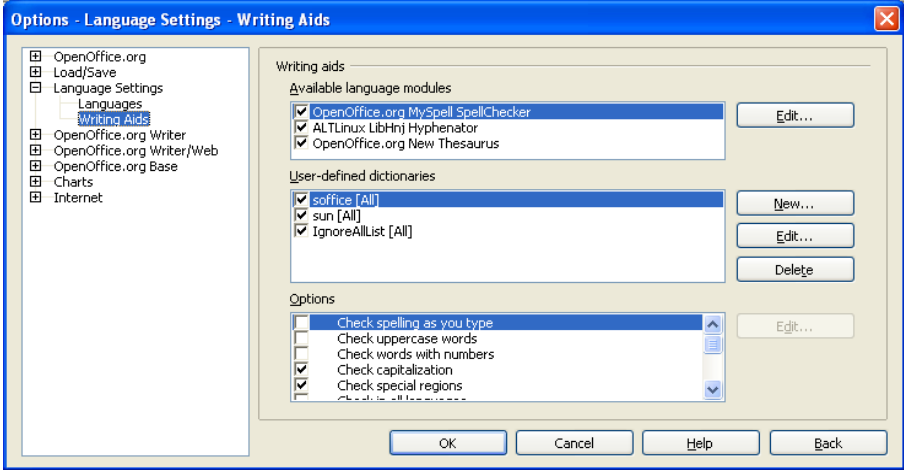 Options - Language Settings - Writing Aids
OpenOffice.org
Load/Save
Language Settings
Languages
Writing Aids
OpenOffice.org Writer
OpenOffice.org Writer/Web
OpenOffice.org Base
Charts
Internet
Writing aids
Available language modules
OpenOffice.org MySpell SpellChecker
ALTLinux LibHnj Hyphenator
OpenOffice.org New Thesaurus
Edit...
User-defined dictionaries
soffice [All]
sun [All]
IgnoreAllList [All]
New...
Edit...
Delete
Options
Check spelling as you type
Check uppercase words
Check words with numbers
Check capitalization
Check special regions
Check in all languages
Edit...
OK
Cancel
Help
Back